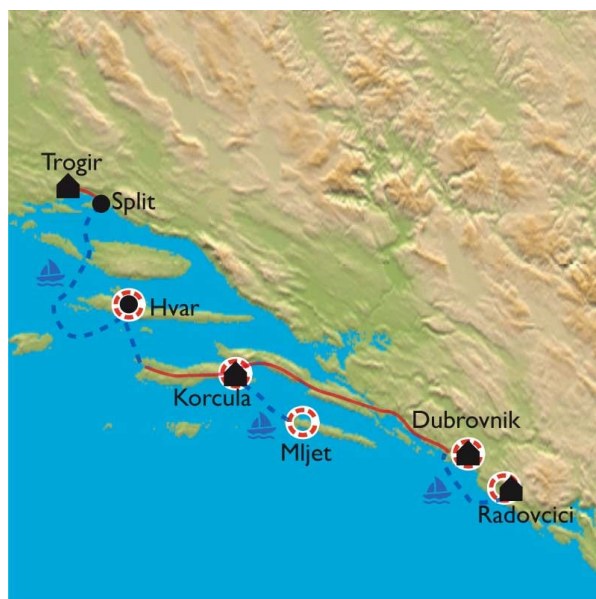 Trogir
Split
Hvar
Korcula
Mljet
Dubrovnik
Radovcici